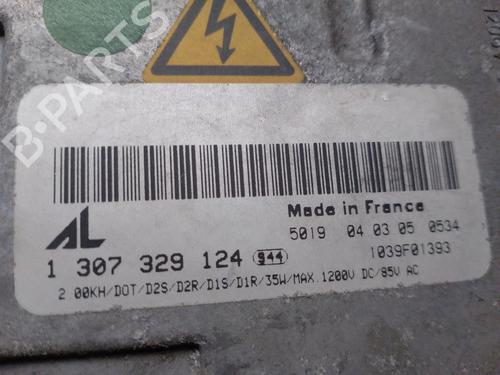 B-PARTS
Made in France
AL
5019 04 03 05 0534
1 307 329 124 944
1039F01393
2 00KH/DOT/D2S/D2R/D1S/D1R/35W/MAX.1200V DC/85V AC